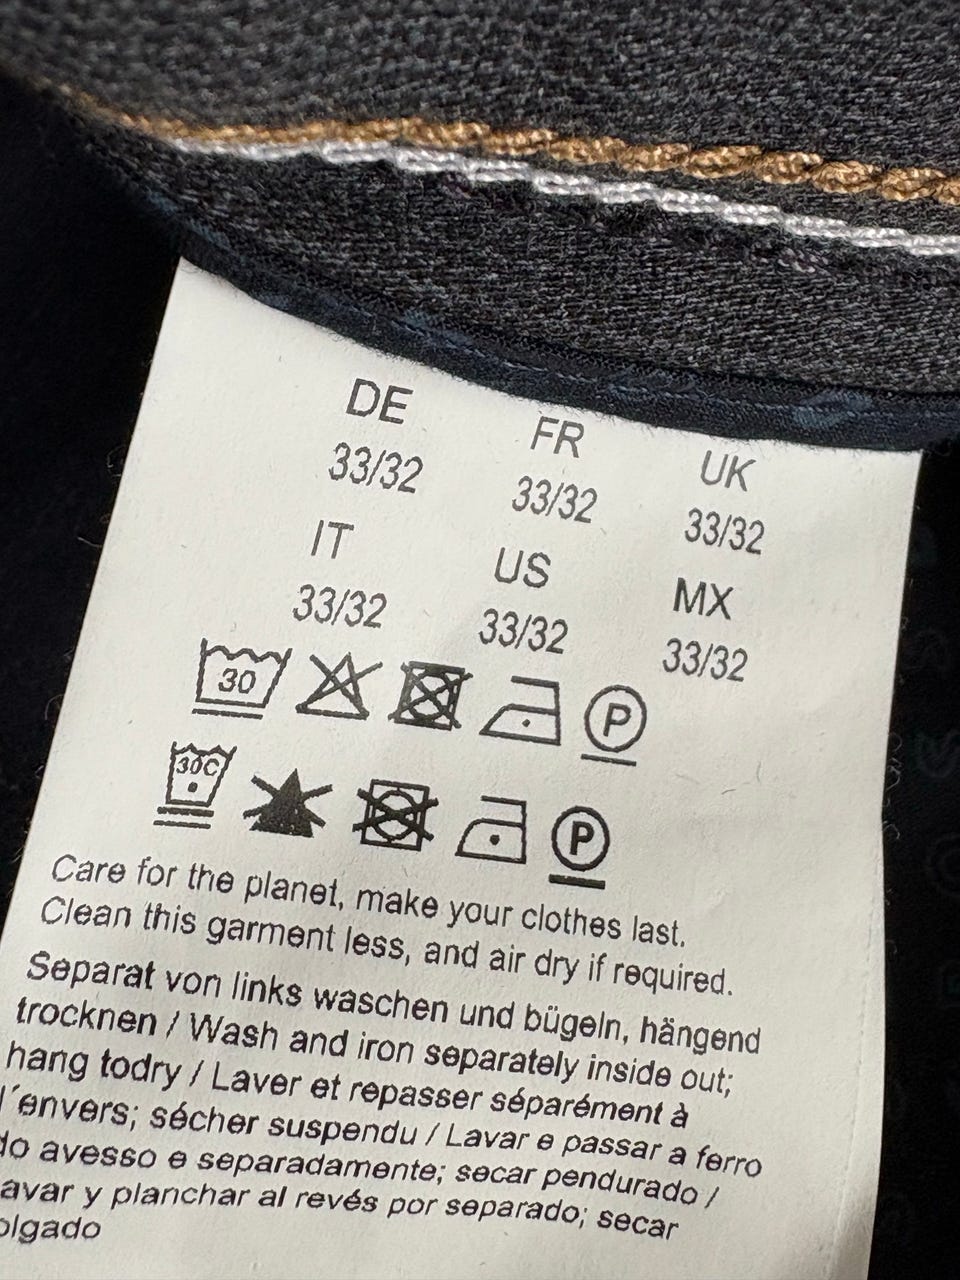 DE FR UK
33/32 33/32 33/32
IT US MX
33/32 33/32 33/32
30 P
30C P
Care for the planet, make your clothes last.
Clean this garment less, and air dry if required.
Separat von links waschen und bügeln, hängend
trocknen / Wash and iron separately inside out;
hang todry / Laver et repasser séparément à
l´envers; sécher suspendu / Lavar e passar a ferro
do avesso e separadamente; secar pendurado /
avar y planchar al revés por separado; secar
olgado